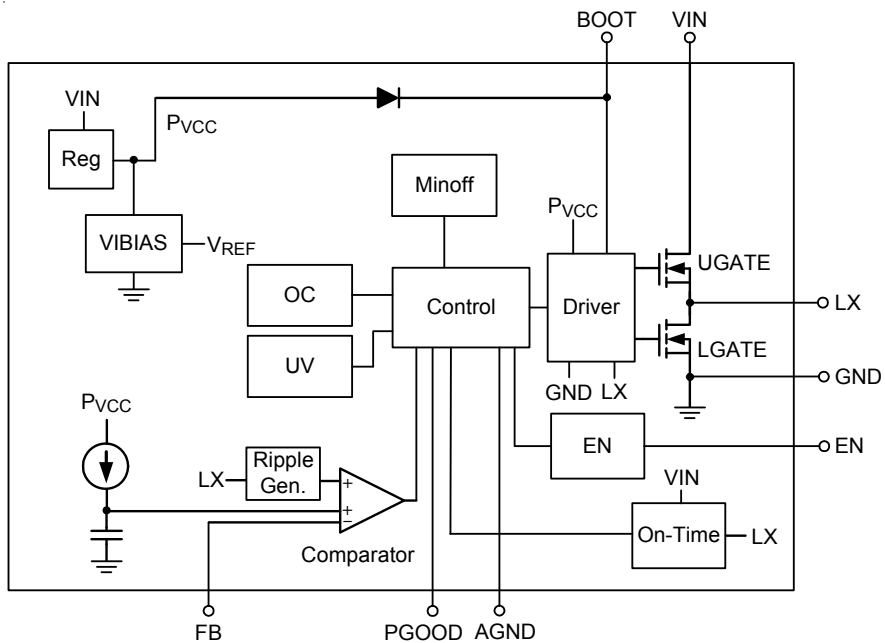 BOOT VIN
VIN
PVCC
Reg
Minoff
PVCC
VIBIAS
VREF
UGATE
OC
Control
Driver
LX
LGATE
UV
GND
GND LX
PVCC
EN
EN
Ripple
Gen.
LX
+
+
−
VIN
On-Time
LX
Comparator
FB
PGOOD AGND